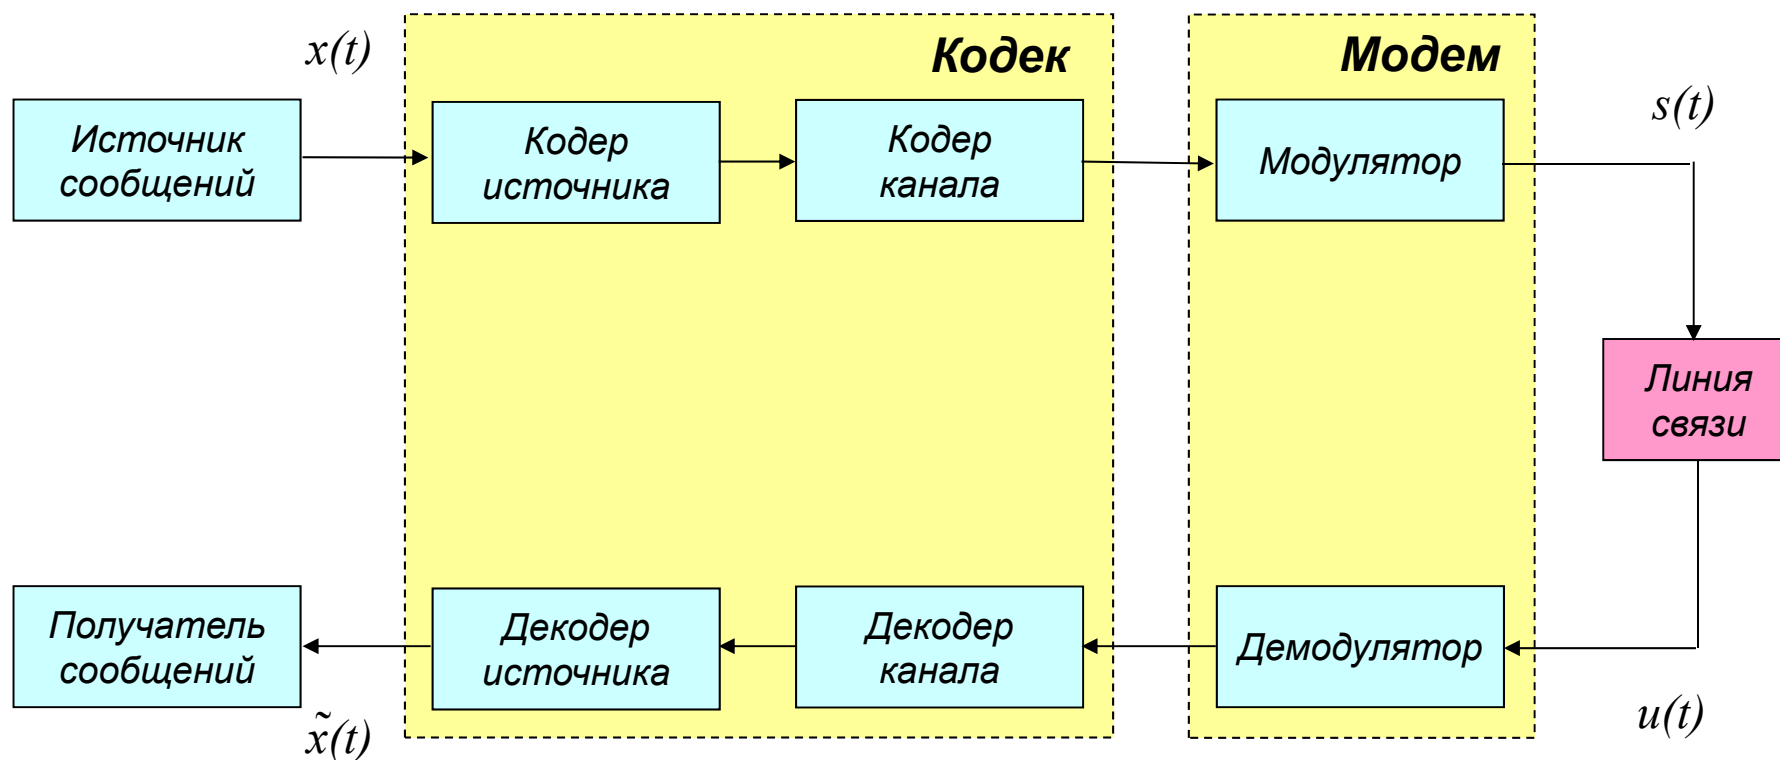 x(t)
Кодек
Модем
s(t)
Источник
сообщений
Кодер
источника
Кодер
канала
Модулятор
Линия
связи
Получатель
сообщений
Декодер
источника
Декодер
канала
Демодулятор
x̃(t)
u(t)